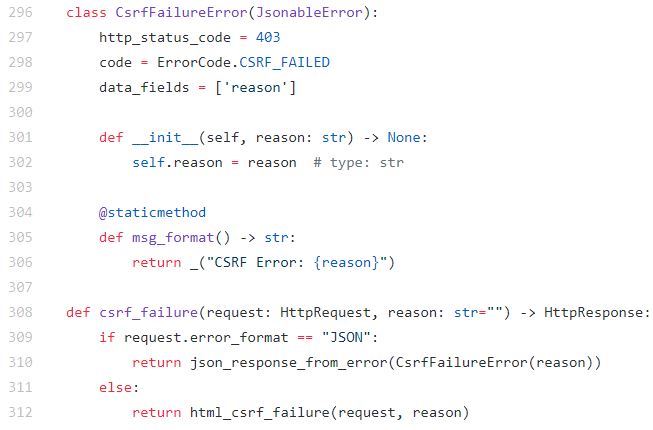 296 class CsrfFailureError(JsonableError):
297     http_status_code = 403
298     code = ErrorCode.CSRF_FAILED
299     data_fields = ['reason']
300
301     def __init__(self, reason: str) -> None:
302         self.reason = reason  # type: str
303
304     @staticmethod
305     def msg_format() -> str:
306         return _("CSRF Error: {reason}")
307
308 def csrf_failure(request: HttpRequest, reason: str="") -> HttpResponse:
309     if request.error_format == "JSON":
310         return json_response_from_error(CsrfFailureError(reason))
311     else:
312         return html_csrf_failure(request, reason)